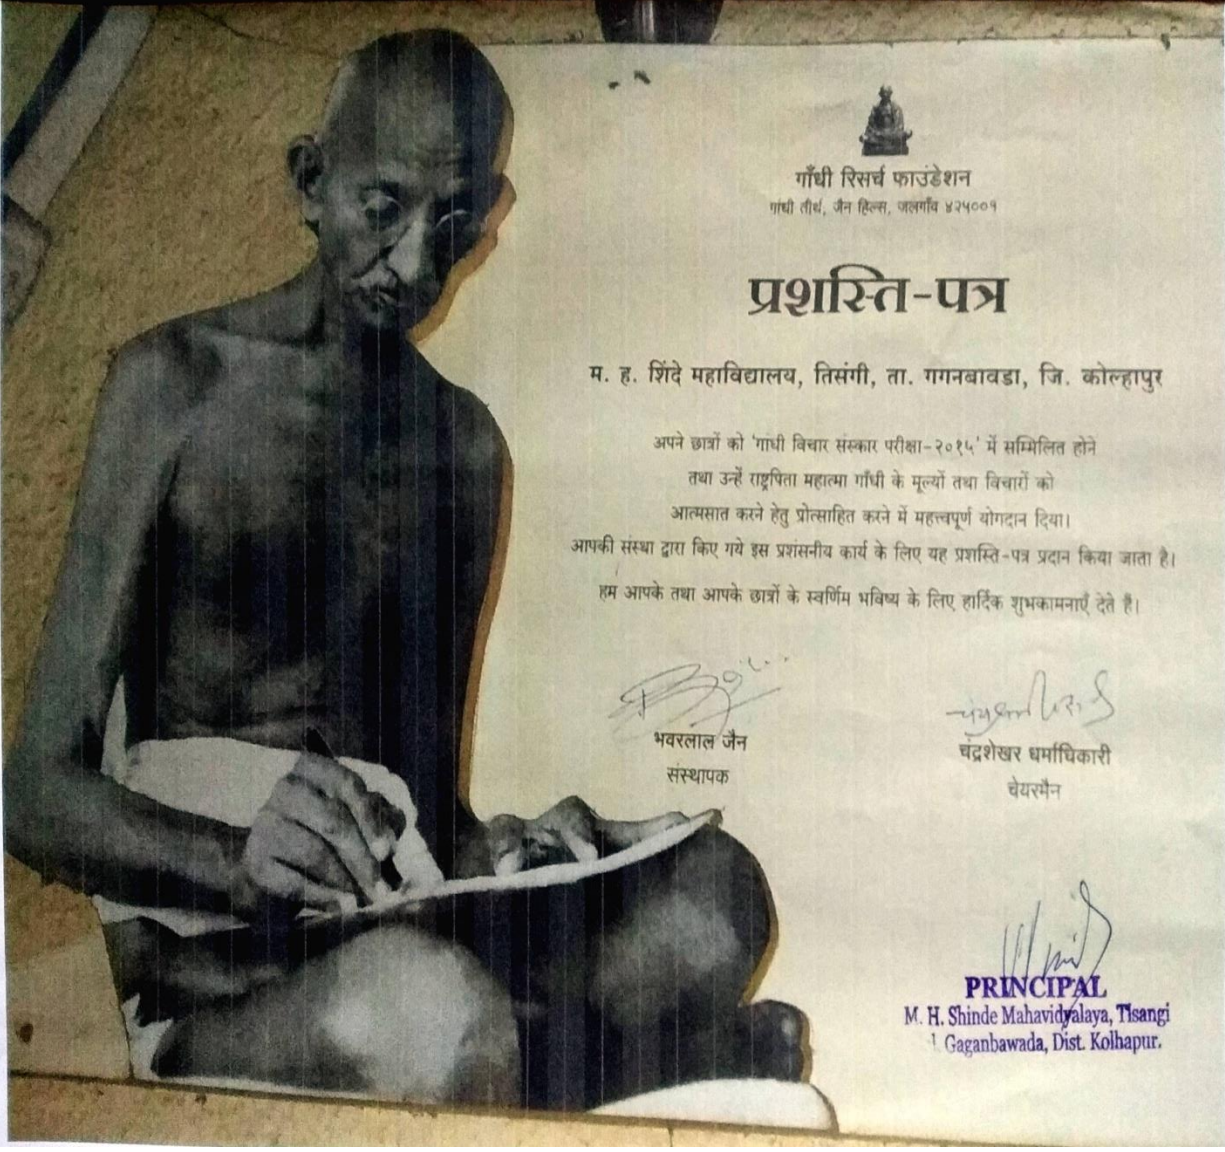 गाँधी रिसर्च फाउंडेशन
गांधी तीर्थ, जैन हिल्स, जलगाँव ४२५००१
प्रशस्ति-पत्र
म. ह. शिंदे महाविद्यालय, तिसंगी, ता. गगनबावडा, जि. कोल्हापुर
अपने छात्रों को 'गांधी विचार संस्कार परीक्षा-२०१५' में सम्मिलित होने
तथा उन्हें राष्ट्रपिता महात्मा गाँधी के मूल्यों तथा विचारों को
आत्मसात करने हेतु प्रोत्साहित करने में महत्त्वपूर्ण योगदान दिया।
आपकी संस्था द्वारा किए गये इस प्रशंसनीय कार्य के लिए यह प्रशस्ति-पत्र प्रदान किया जाता है।
हम आपके तथा आपके छात्रों के स्वर्णिम भविष्य के लिए हार्दिक शुभकामनाएँ देते है।
भवरलाल जैन
संस्थापक
चंद्रशेखर धर्माधिकारी
चेयरमैन
PRINCIPAL
M. H. Shinde Mahavidyalaya, Tisangi
Gaganbawada, Dist. Kolhapur.